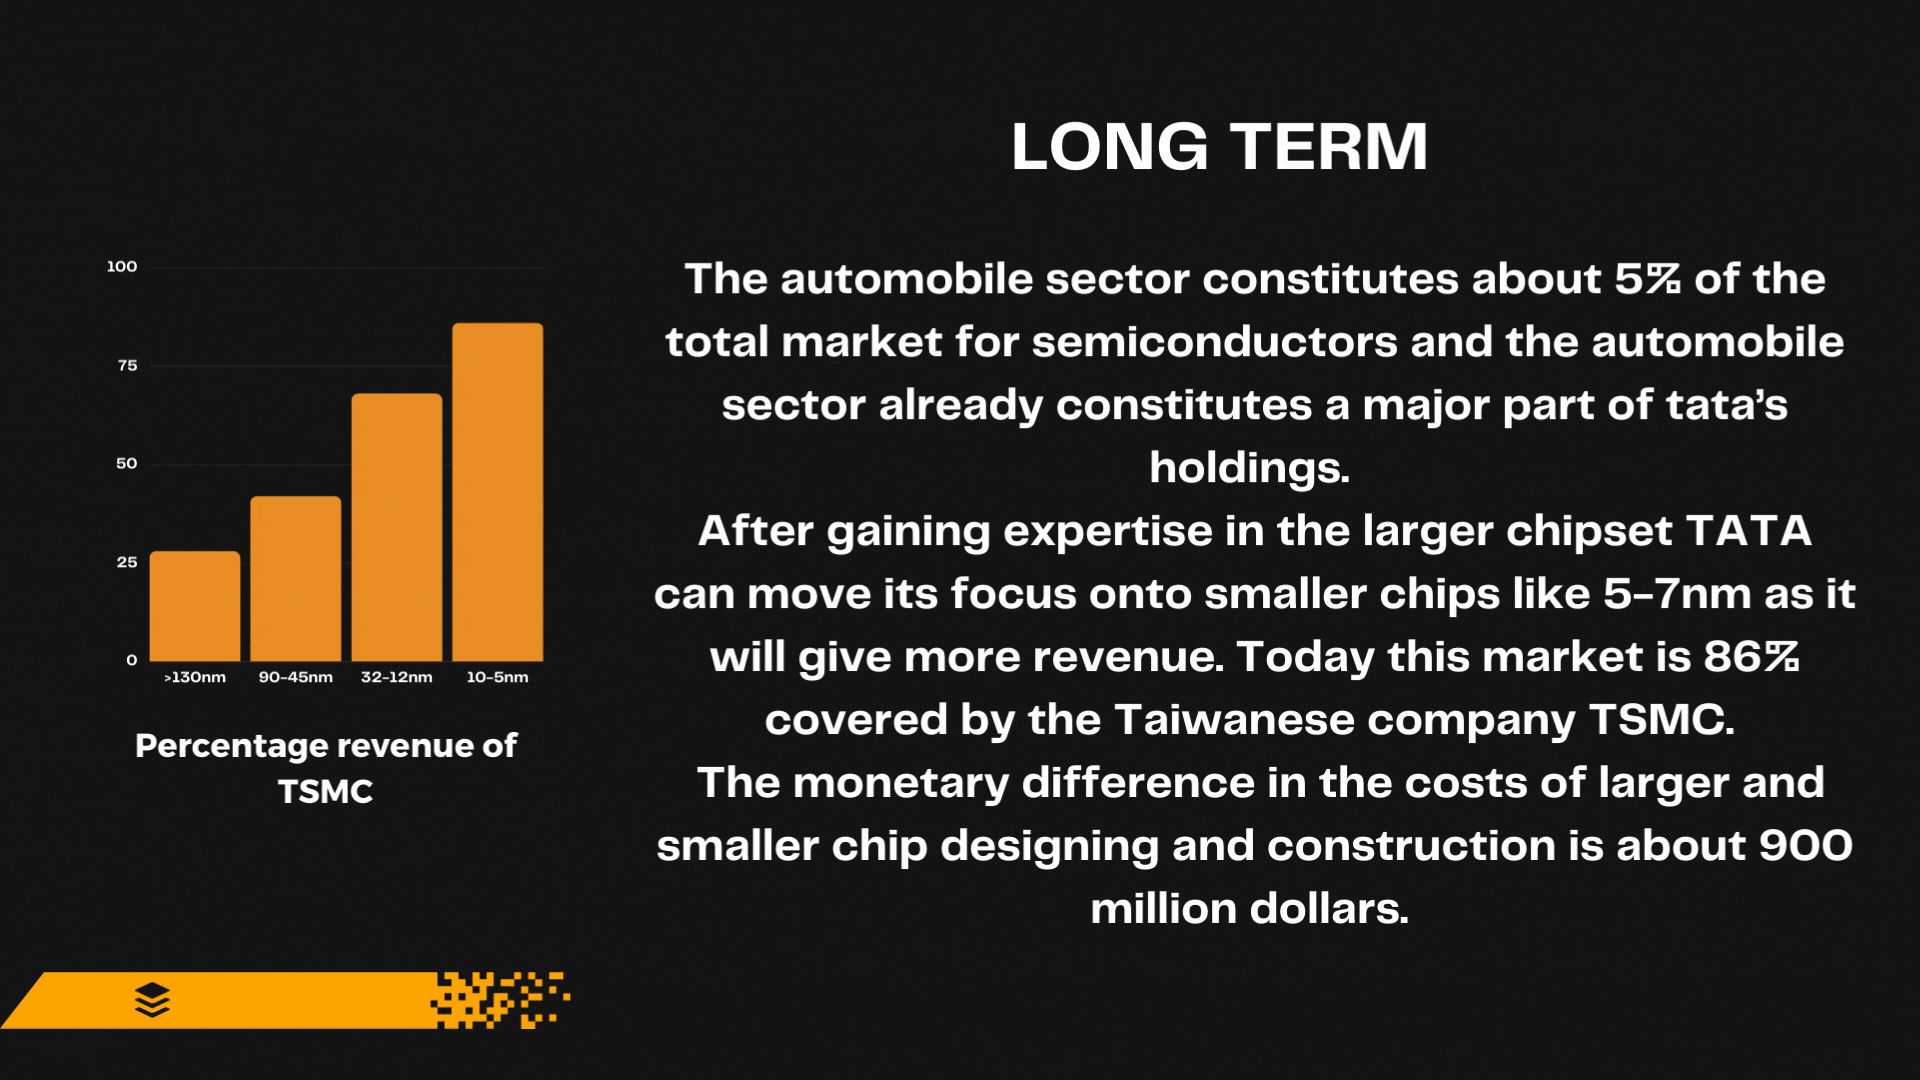 LONG TERM
The automobile sector constitutes about 5% of the
total market for semiconductors and the automobile
sector already constitutes a major part of tata's
holdings.
After gaining expertise in the larger chipset TATA
can move its focus onto smaller chips like 5-7nm as it
will give more revenue. Today this market is 86%
covered by the Taiwanese company TSMC.
The monetary difference in the costs of larger and
smaller chip designing and construction is about 900
million dollars.
100
75
50
25
0
>130nm 90-45nm 32-12nm 10-5nm
Percentage revenue of
TSMC